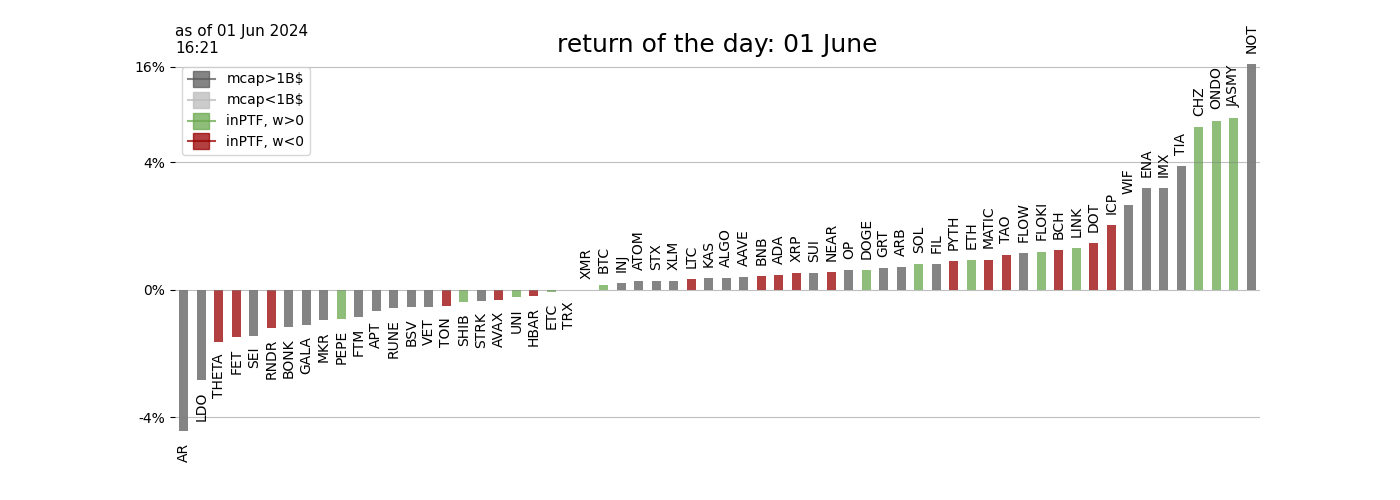 as of 01 Jun 2024
16:21
return of the day: 01 June
16%
4%
0%
-4%
mcap>1B$
mcap<1B$
inPTF, w>0
inPTF, w<0
AR
LDO
THETA
FET
SEI
RNDR
BONK
GALA
MKR
PEPE
FTM
APT
RUNE
BSV
VET
TON
SHIB
STRK
AVAX
UNI
HBAR
ETC
TRX
XMR
BTC
INJ
ATOM
STX
XLM
LTC
KAS
ALGO
AAVE
BNB
ADA
XRP
SUI
NEAR
OP
DOGE
GRT
ARB
SOL
FIL
PYTH
ETH
MATIC
TAO
FLOW
FLOKI
BCH
LINK
DOT
ICP
WIF
ENA
IMX
TIA
CHZ
ONDO
JASMY
NOT